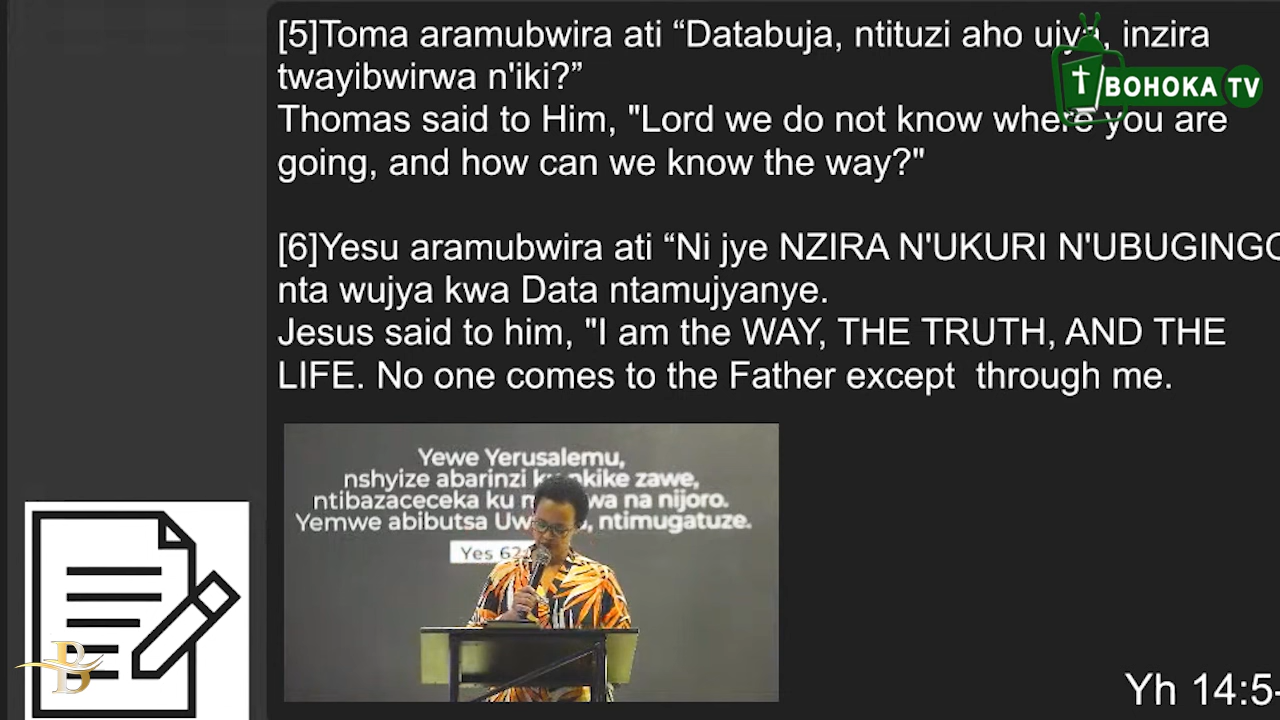 [5]Toma aramubwira ati “Databuja, ntituzi aho uiya, inzira
twayibwirwa n'iki?”
Thomas said to Him, "Lord we do not know where you are
going, and how can we know the way?"
[6]Yesu aramubwira ati “Ni jye NZIRA N'UKURI N'UBUGINGO
nta wujya kwa Data ntamujyanye.
Jesus said to him, "I am the WAY, THE TRUTH, AND THE
LIFE. No one comes to the Father except  through me.
BOHOKA TV
Yewe Yerusalemu,
nshyize abarinzi zawe,
ntibazaceceka ku na nijoro.
Yemwe abibutsa ntimugatuze.
Yes
B
Yh 14:5-